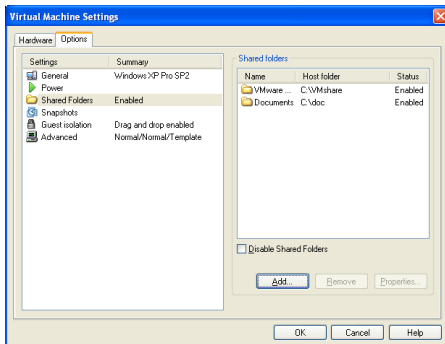 Virtual Machine Settings
Hardware Options
Settings Summary
General Windows XP Pro SP2
Power
Shared Folders Enabled
Snapshots
Guest isolation Drag and drop enabled
Advanced Normal/Normal/Template
Shared folders
Name Host folder Status
VMware ... C:\VMshare Enabled
Documents C:\doc Enabled
Disable Shared Folders
Add... Remove Properties...
OK Cancel Help